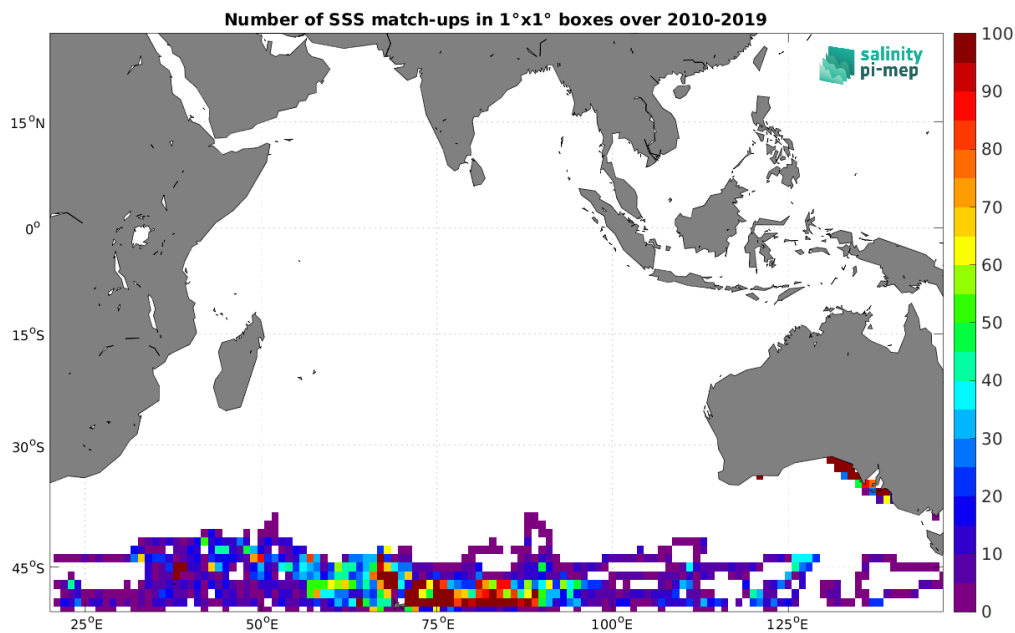 Number of SSS match-ups in 1°x1° boxes over 2010-2019
salinity
pi-mep
15°N
0°
15°S
30°S
45°S
25°E
50°E
75°E
100°E
125°E
100
90
80
70
60
50
40
30
20
10
0